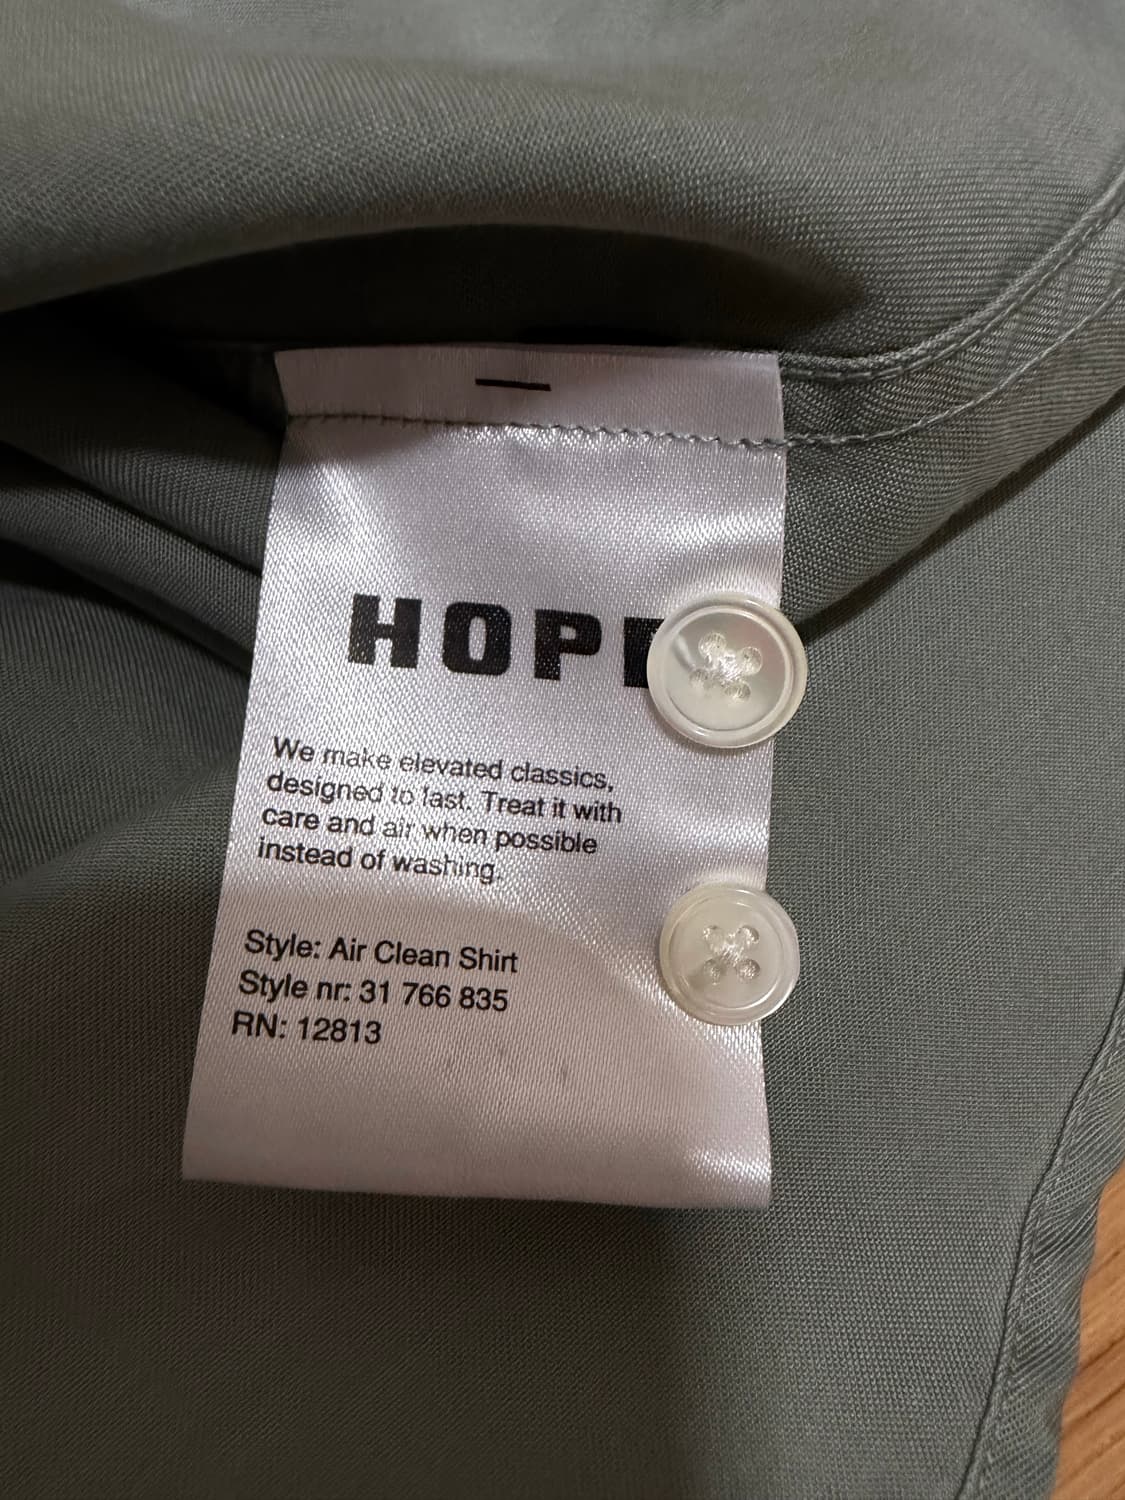 HOPE
We make elevated classics,
designed to last. Treat it with
care and air when possible
instead of washing.
Style: Air Clean Shirt
Style nr: 31 766 835
RN: 12813